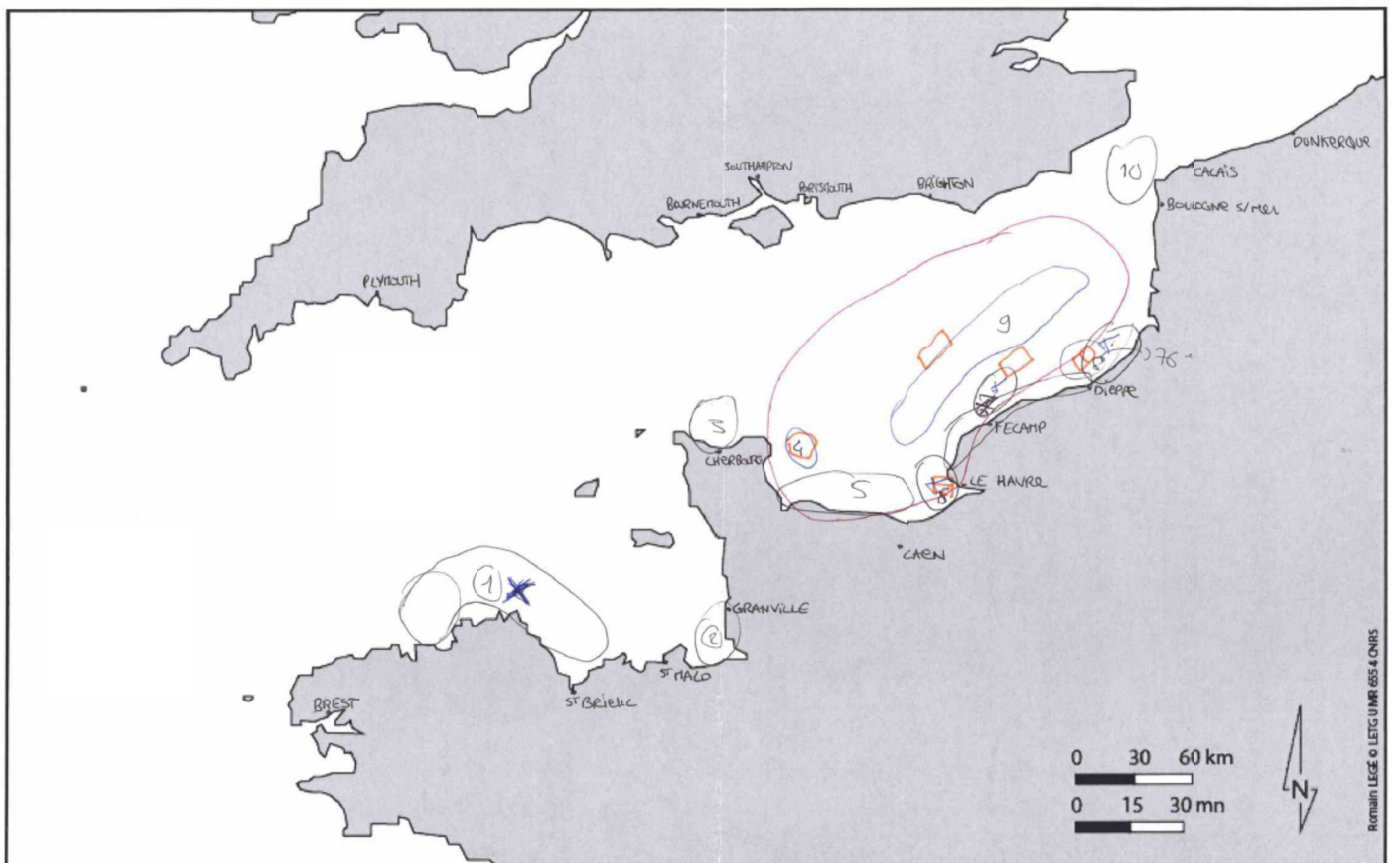 DUNKERQUE
CALAIS
10
BOULOGNE S/MER
SOUTHAMPTON
BOURNEMOUTH
BRIGHTON
PLYMOUTH
9
76
DIEPPE
FECAMP
3
CHERBOURG
4
5
8
LE HAVRE
CAEN
1
GRANVILLE
2
ST MALO
ST BRIEUC
BREST
0 30 60 km
0 15 30 mn
N
Romain LEGÉ © LETG UMR 6554 CNRS